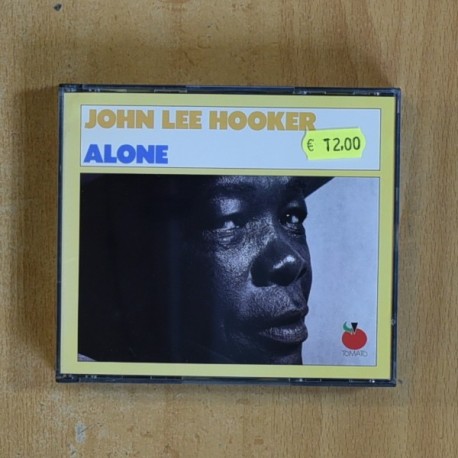 JOHN LEE HOOKER
ALONE
€ 12.00
TOMATO